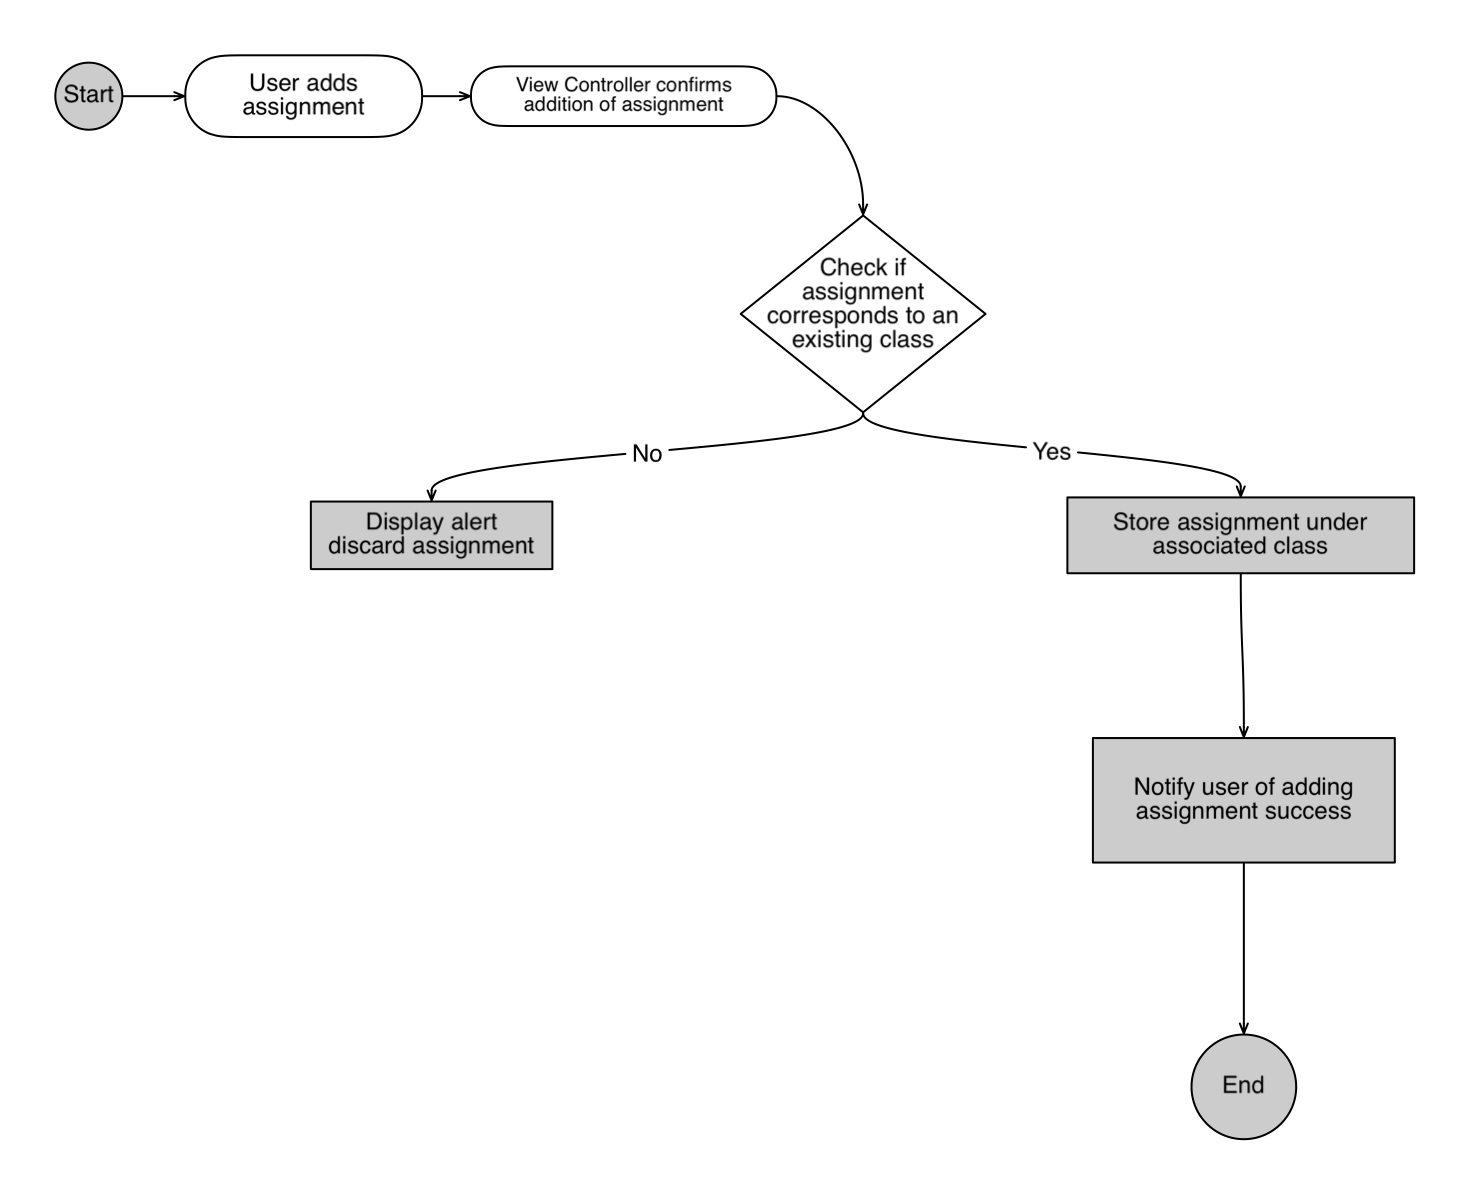 Start
User adds
assignment
View Controller confirms
addition of assignment
Check if
assignment
corresponds to an
existing class
No
Yes
Display alert
discard assignment
Store assignment under
associated class
Notify user of adding
assignment success
End